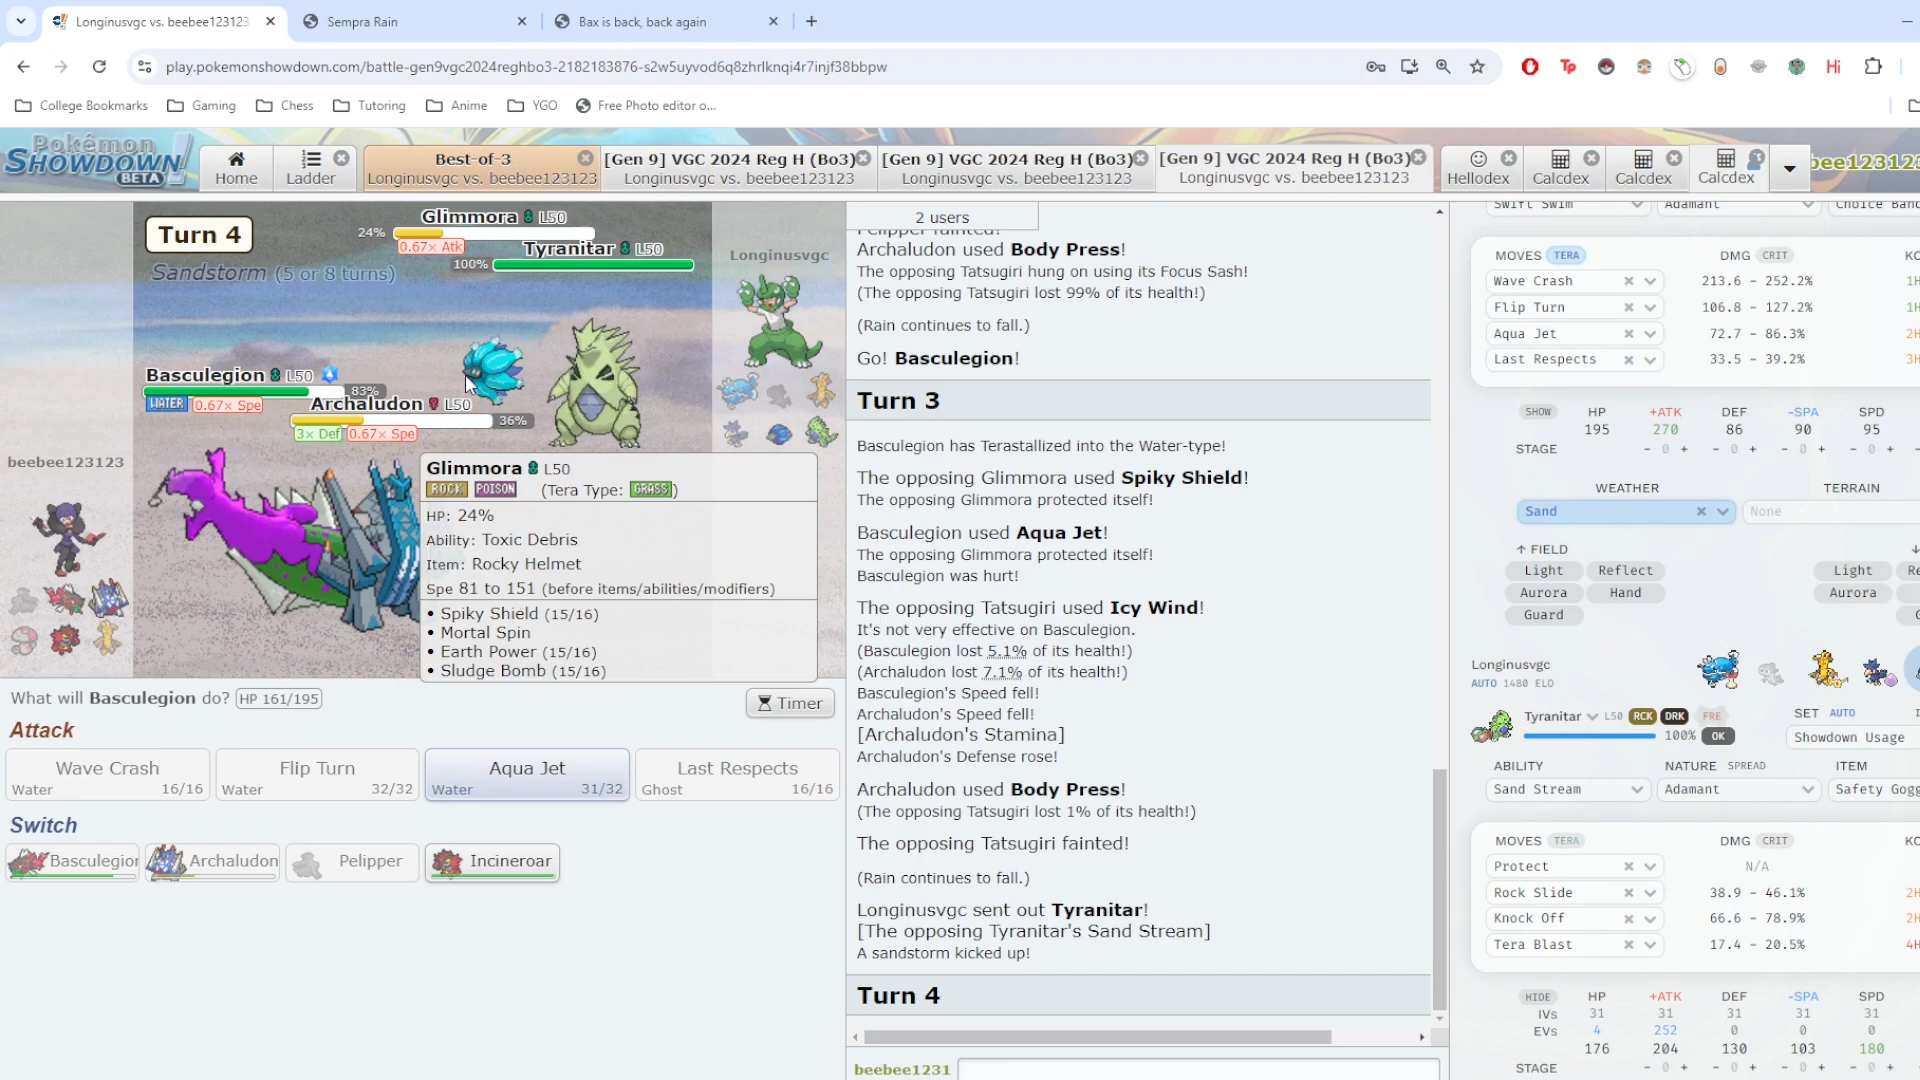 Longinusvgc vs. beebee123123
Sempra Rain
Bax is back, back again
play.pokemonshowdown.com/battle-gen9vgc2024reghbo3-2182183876-s2w5uyvod6q8zhrlknqi4r7injf38bbpw
College Bookmarks
Gaming
Chess
Tutoring
Anime
YGO
Free Photo editor o...
Pokémon
SHOWDOWN!
BETA
Home
Ladder
Best-of-3
Longinusvgc vs. beebee123123
[Gen 9] VGC 2024 Reg H (Bo3)
Longinusvgc vs. beebee123123
[Gen 9] VGC 2024 Reg H (Bo3)
Longinusvgc vs. beebee123123
[Gen 9] VGC 2024 Reg H (Bo3)
Longinusvgc vs. beebee123123
Hellodex
Calcdex
Calcdex
Calcdex
Turn 4
Sandstorm (5 or 8 turns)
Glimmora L50
24%
0.67× Atk
Tyranitar L50
100%
Longinusvgc
Basculegion L50
83%
WATER 0.67× Spe
Archaludon L50
36%
3× Def 0.67× Spe
beebee123123
Glimmora L50
ROCK POISON (Tera Type: GRASS)
HP: 24%
Ability: Toxic Debris
Item: Rocky Helmet
Spe 81 to 151 (before items/abilities/modifiers)
• Spiky Shield (15/16)
• Mortal Spin
• Earth Power (15/16)
• Sludge Bomb (15/16)
What will Basculegion do? HP 161/195
Timer
Attack
Wave Crash
Water 16/16
Flip Turn
Water 32/32
Aqua Jet
Water 31/32
Last Respects
Ghost 16/16
Switch
Basculegion
Archaludon
Pelipper
Incineroar
2 users
Pelipper fainted!
Archaludon used Body Press!
The opposing Tatsugiri hung on using its Focus Sash!
(The opposing Tatsugiri lost 99% of its health!)
(Rain continues to fall.)
Go! Basculegion!
Turn 3
Basculegion has Terastallized into the Water-type!
The opposing Glimmora used Spiky Shield!
The opposing Glimmora protected itself!
Basculegion used Aqua Jet!
The opposing Glimmora protected itself!
Basculegion was hurt!
The opposing Tatsugiri used Icy Wind!
It's not very effective on Basculegion.
(Basculegion lost 5.1% of its health!)
(Archaludon lost 7.1% of its health!)
Basculegion's Speed fell!
Archaludon's Speed fell!
[Archaludon's Stamina]
Archaludon's Defense rose!
Archaludon used Body Press!
(The opposing Tatsugiri lost 1% of its health!)
The opposing Tatsugiri fainted!
(Rain continues to fall.)
Longinusvgc sent out Tyranitar!
[The opposing Tyranitar's Sand Stream]
A sandstorm kicked up!
Turn 4
beebee1231
Swift Swim
Adamant
Choice Band
MOVES TERA DMG CRIT
Wave Crash 213.6 - 252.2%
Flip Turn 106.8 - 127.2%
Aqua Jet 72.7 - 86.3%
Last Respects 33.5 - 39.2%
SHOW HP +ATK DEF -SPA SPD
195 270 86 90 95
STAGE - 0 + - 0 + - 0 + - 0 +
WEATHER TERRAIN
Sand None
↑ FIELD
Light Reflect Light
Aurora Hand Aurora
Guard
Longinusvgc
AUTO 1480 ELO
Tyranitar L50 RCK DRK FRE SET AUTO
100% OK Showdown Usage
ABILITY NATURE SPREAD ITEM
Sand Stream Adamant Safety Gogg
MOVES TERA DMG CRIT
Protect N/A
Rock Slide 38.9 - 46.1%
Knock Off 66.6 - 78.9%
Tera Blast 17.4 - 20.5%
HIDE HP +ATK DEF -SPA SPD
IVs 31 31 31 31 31
EVs 4 252 0 0 0
176 204 130 103 180
STAGE - 0 + - 0 + - 0 + - 0 +